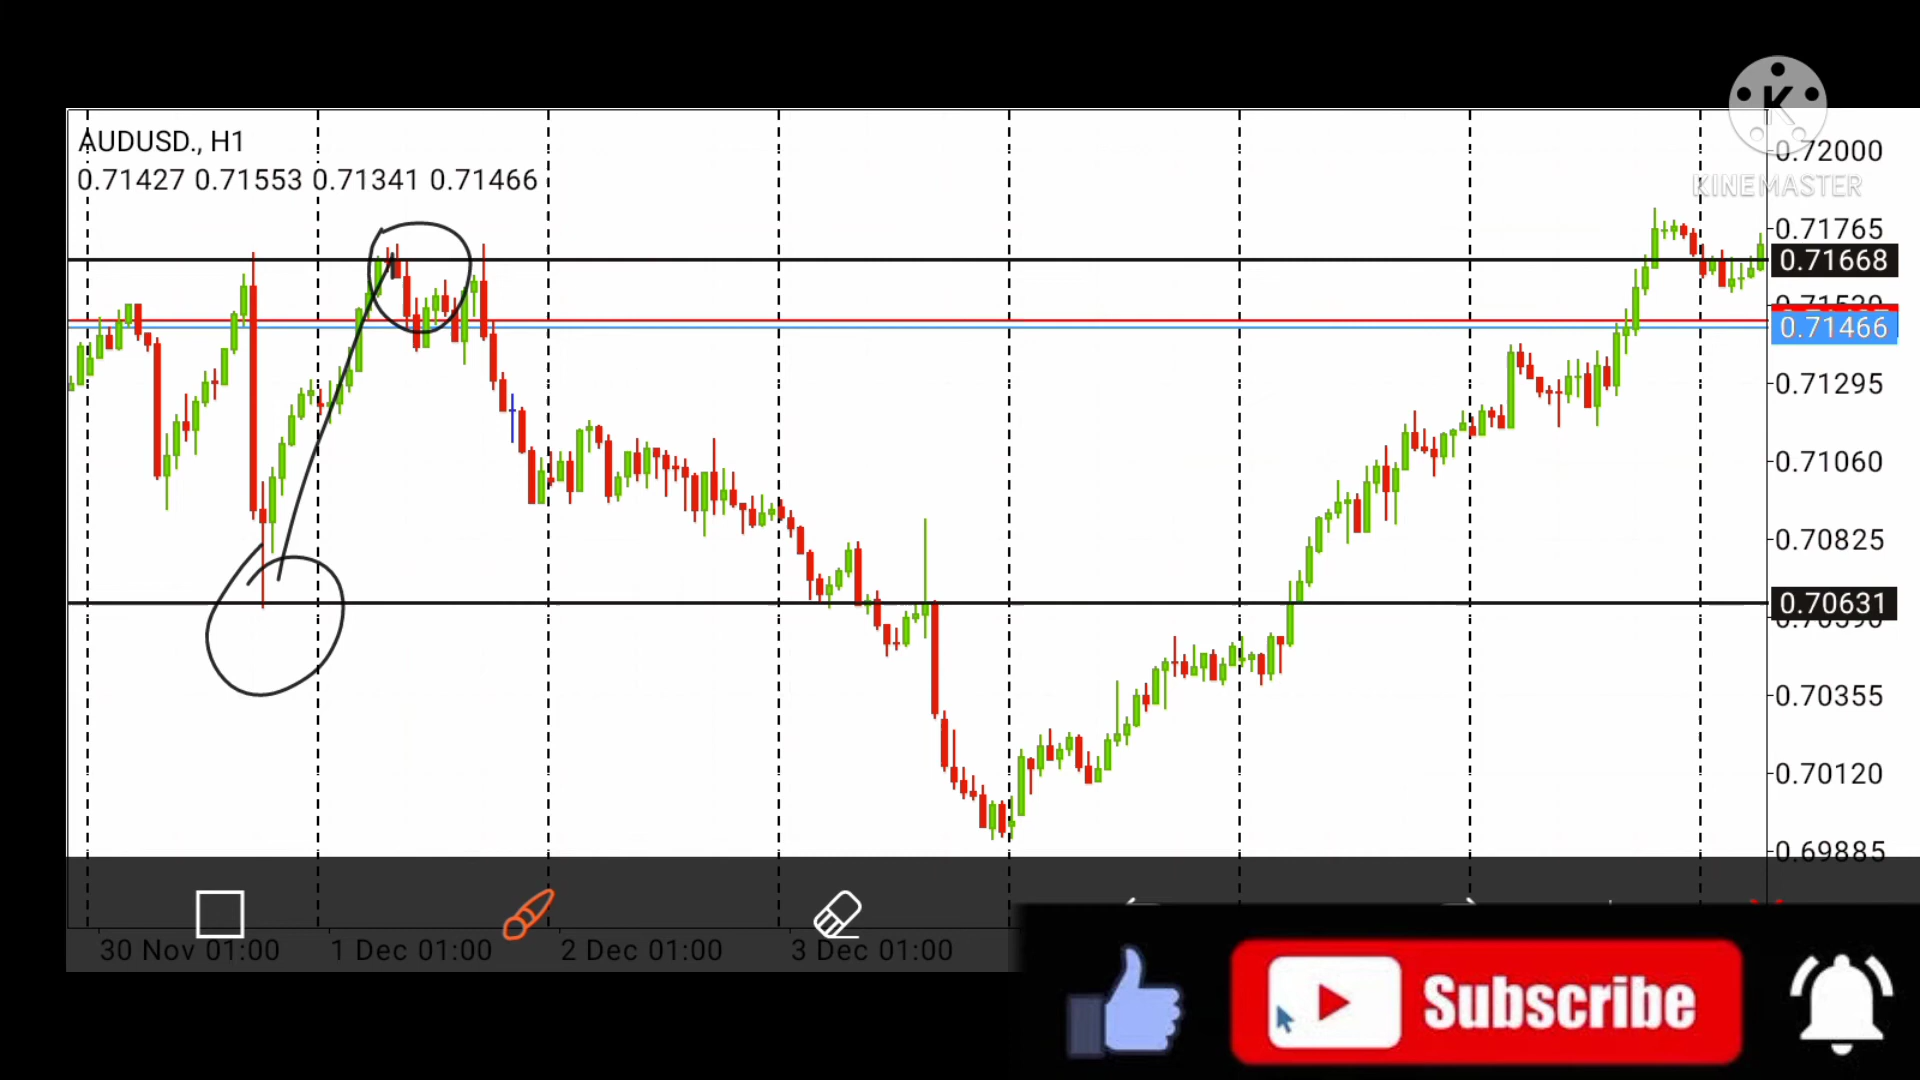 AUDUSD., H1
0.71427 0.71553 0.71341 0.71466
KINEMASTER
0.72000
0.71765
0.71668
0.71466
0.71295
0.71060
0.70825
0.70631
0.70355
0.70120
0.69885
30 Nov 01:00
1 Dec 01:00
2 Dec 01:00
3 Dec 01:00
Subscribe